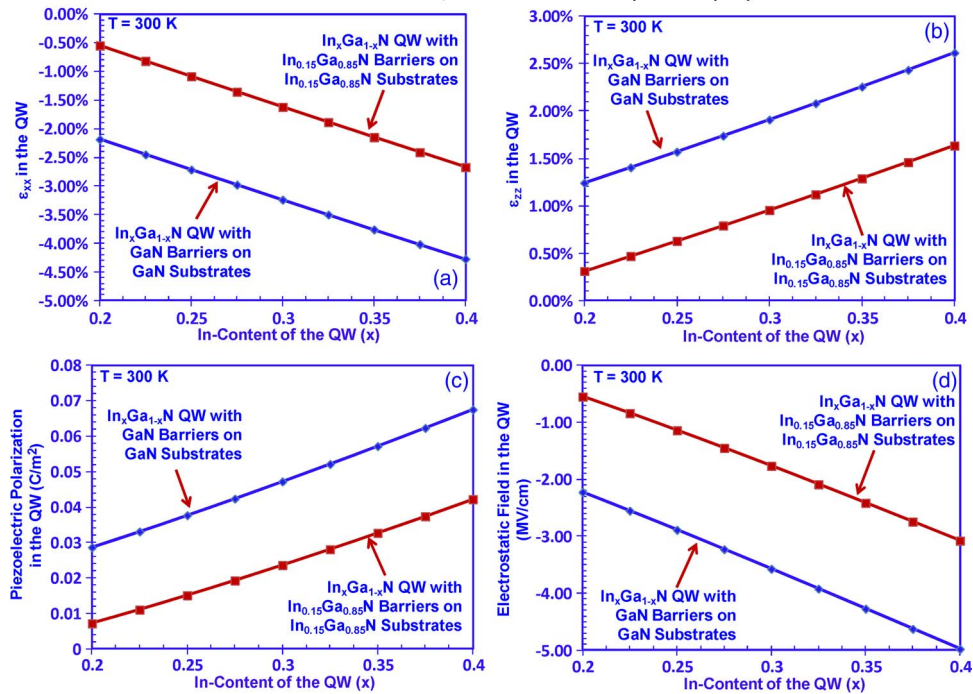 0.00%
-0.50%
-1.00%
-1.50%
-2.00%
-2.50%
-3.00%
-3.50%
-4.00%
-4.50%
-5.00%
εxx in the QW
T = 300 K
InxGa1-xN QW with
In0.15Ga0.85N Barriers on
In0.15Ga0.85N Substrates
InxGa1-xN QW with
GaN Barriers on
GaN Substrates
(a)
0.2 0.25 0.3 0.35 0.4
In-Content of the QW (x)
3.00%
2.50%
2.00%
1.50%
1.00%
0.50%
0.00%
εzz in the QW
T = 300 K
(b)
InxGa1-xN QW with
GaN Barriers on
GaN Substrates
InxGa1-xN QW with
In0.15Ga0.85N Barriers on
In0.15Ga0.85N Substrates
0.2 0.25 0.3 0.35 0.4
In-Content of the QW (x)
0.08
0.07
0.06
0.05
0.04
0.03
0.02
0.01
0
Piezoelectric Polarization
in the QW (C/m²)
T = 300 K
(c)
InxGa1-xN QW with
GaN Barriers on
GaN Substrates
InxGa1-xN QW with
In0.15Ga0.85N Barriers on
In0.15Ga0.85N Substrates
0.2 0.25 0.3 0.35 0.4
In-Content of the QW (x)
-1.00
-2.00
-3.00
-4.00
-5.00
Electrostatic Field in the QW
(MV/cm)
T = 300 K
(d)
InxGa1-xN QW with
In0.15Ga0.85N Barriers on
In0.15Ga0.85N Substrates
InxGa1-xN QW with
GaN Barriers on
GaN Substrates
0.2 0.25 0.3 0.35 0.4
In-Content of the QW (x)